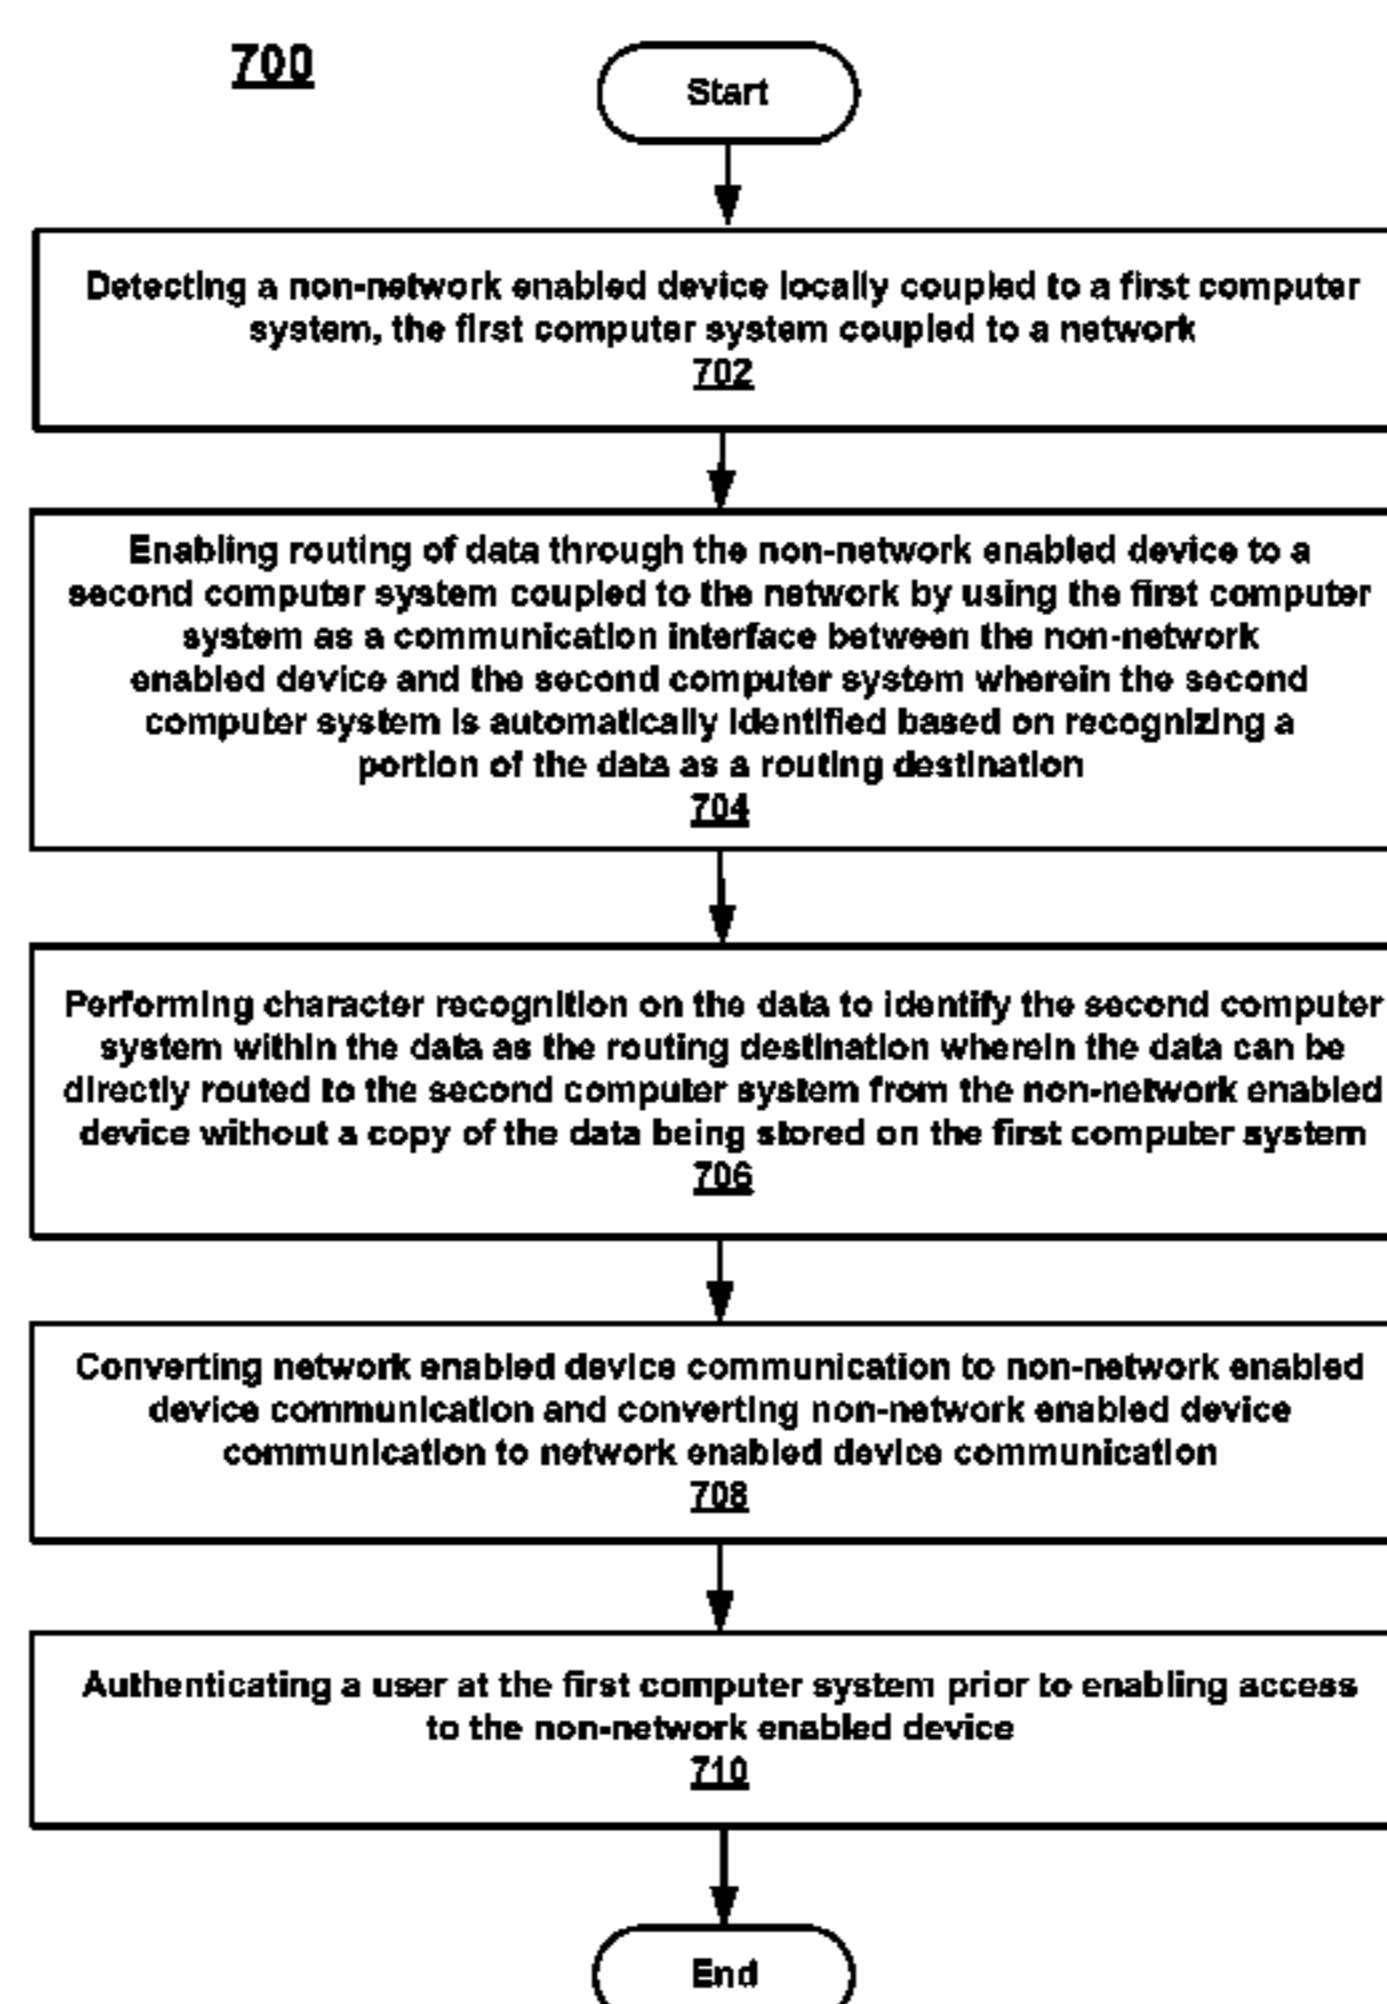 700
Start
Detecting a non-network enabled device locally coupled to a first computer
system, the first computer system coupled to a network
702
Enabling routing of data through the non-network enabled device to a
second computer system coupled to the network by using the first computer
system as a communication interface between the non-network
enabled device and the second computer system wherein the second
computer system is automatically identified based on recognizing a
portion of the data as a routing destination
704
Performing character recognition on the data to identify the second computer
system within the data as the routing destination wherein the data can be
directly routed to the second computer system from the non-network enabled
device without a copy of the data being stored on the first computer system
706
Converting network enabled device communication to non-network enabled
device communication and converting non-network enabled device
communication to network enabled device communication
708
Authenticating a user at the first computer system prior to enabling access
to the non-network enabled device
710
End